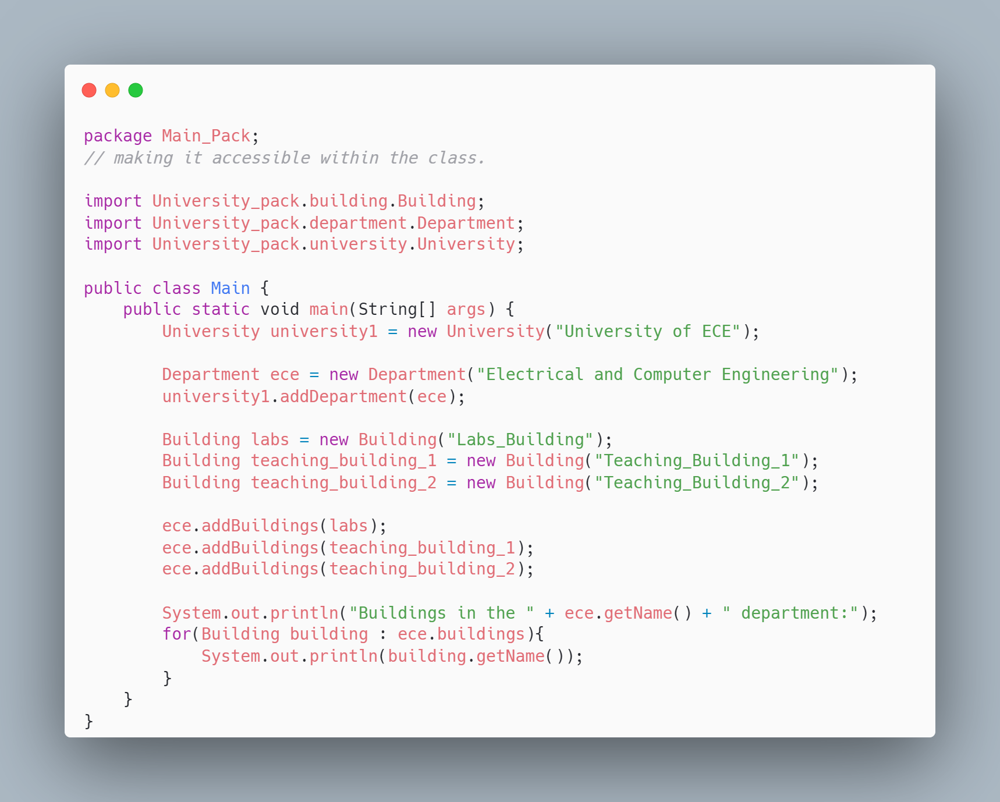 package Main_Pack;
// making it accessible within the class.

import University_pack.building.Building;
import University_pack.department.Department;
import University_pack.university.University;

public class Main {
    public static void main(String[] args) {
        University university1 = new University("University of ECE");

        Department ece = new Department("Electrical and Computer Engineering");
        university1.addDepartment(ece);

        Building labs = new Building("Labs_Building");
        Building teaching_building_1 = new Building("Teaching_Building_1");
        Building teaching_building_2 = new Building("Teaching_Building_2");

        ece.addBuildings(labs);
        ece.addBuildings(teaching_building_1);
        ece.addBuildings(teaching_building_2);

        System.out.println("Buildings in the " + ece.getName() + " department:");
        for(Building building : ece.buildings){
            System.out.println(building.getName());
        }
    }
}